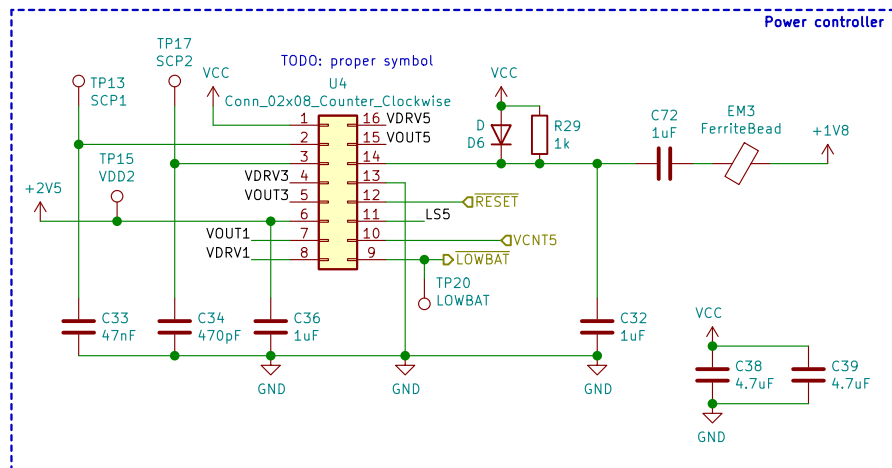 Power controller
TP17
SCP2
TP13
SCP1
VCC
TODO: proper symbol
U4
Conn_02x08_Counter_Clockwise
VCC
D
D6
R29
1k
C72
1uF
EM3
FerriteBead
+1V8
TP15
VDD2
+2V5
1
2
3
4
5
6
7
8
16
15
14
13
12
11
10
9
VDRV5
VOUT5
VDRV3
VOUT3
RESET
LS5
VOUT1
VCNT5
VDRV1
LOWBAT
TP20
LOWBAT
C33
47nF
C34
470pF
C36
1uF
C32
1uF
GND
GND
GND
VCC
C38
4.7uF
C39
4.7uF
GND